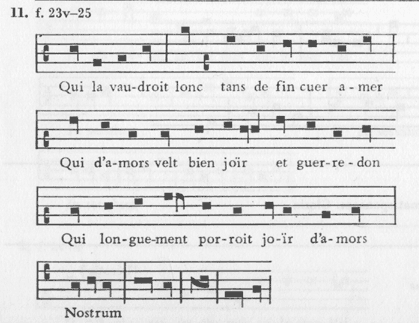 11. f. 23v–25
Qui la vau-droit lonc tans de fin cuer a-mer
Qui d'a-mors velt bien joïr et guer-re-don
Qui lon-gue-ment por-roit jo-ïr d'a-mors
Nostrum